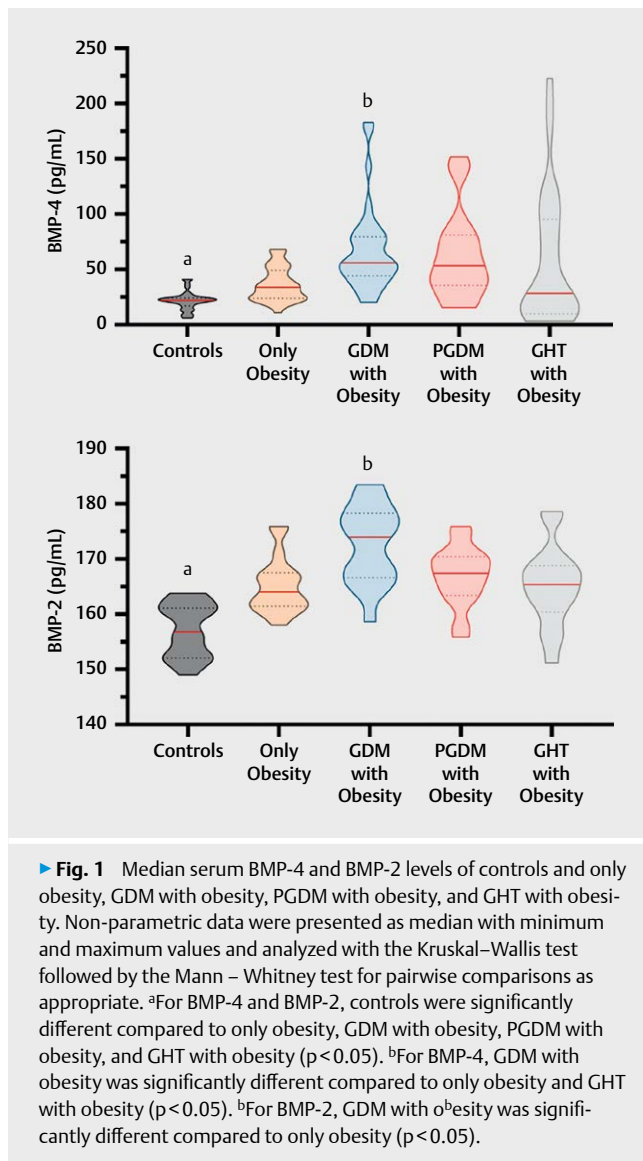 250
200
150
100
50
0
BMP-4 (pg/mL)
a
b
Controls
Only
Obesity
GDM
with
Obesity
PGDM
with
Obesity
GHT
with
Obesity
190
180
170
160
150
140
BMP-2 (pg/mL)
a
b
Controls
Only
Obesity
GDM
with
Obesity
PGDM
with
Obesity
GHT
with
Obesity
▶ Fig. 1 Median serum BMP-4 and BMP-2 levels of controls and only
obesity, GDM with obesity, PGDM with obesity, and GHT with obesi-
ty. Non-parametric data were presented as median with minimum
and maximum values and analyzed with the Kruskal–Wallis test
followed by the Mann – Whitney test for pairwise comparisons as
appropriate. ᵃFor BMP-4 and BMP-2, controls were significantly
different compared to only obesity, GDM with obesity, PGDM with
obesity, and GHT with obesity (p<0.05). ᵇFor BMP-4, GDM with
obesity was significantly different compared to only obesity and GHT
with obesity (p<0.05). ᵇFor BMP-2, GDM with oᵇesity was signifi-
cantly different compared to only obesity (p<0.05).